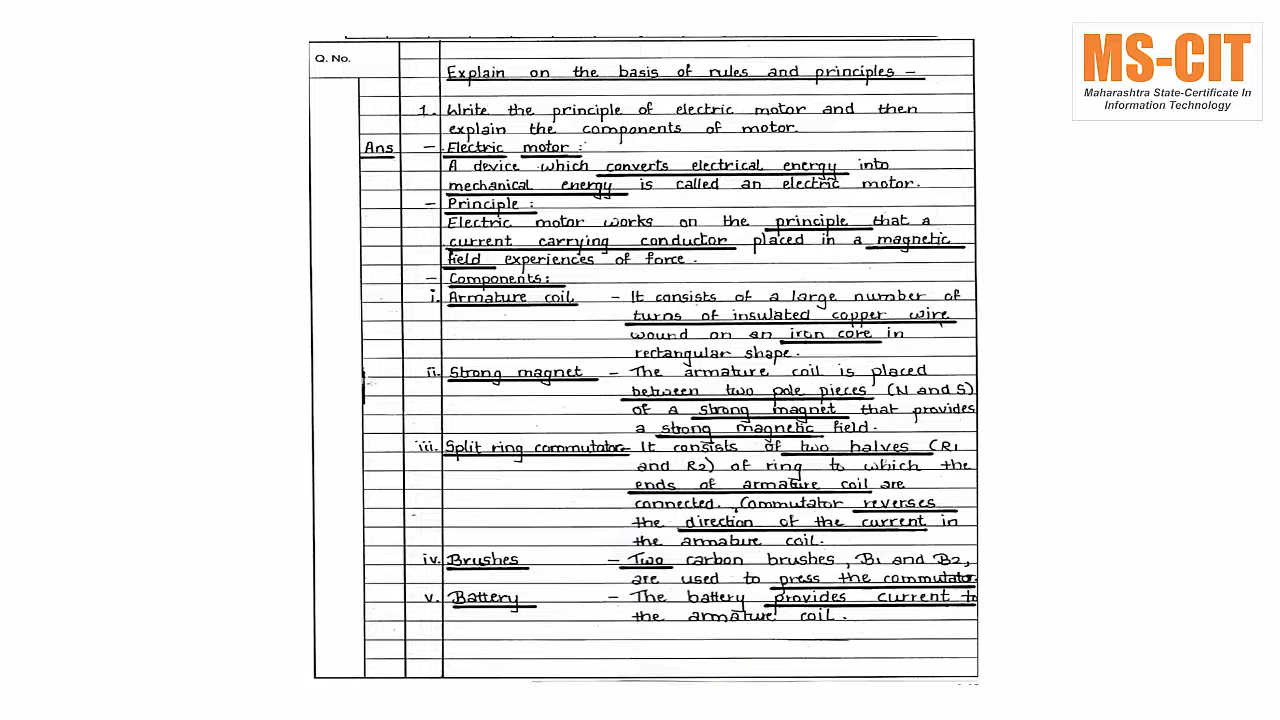 MS-CIT
Maharashtra State-Certificate In
Information Technology
Q. No.
Explain on the basis of rules and principles -
1. Write the principle of electric motor and then
explain the components of motor.
Ans - Electric motor :
A device which converts electrical energy into
mechanical energy is called an electric motor.
- Principle :
Electric motor works on the principle that a
current carrying conductor placed in a magnetic
field experiences of force.
- Components :
i. Armature coil - It consists of a large number of
turns of insulated copper wire
wound on an iron core in
rectangular shape.
ii. Strong magnet - The armature coil is placed
between two pole pieces (N and S)
of a strong magnet that provides
a strong magnetic field.
iii. Split ring commutator - It consists of two halves (R1
and R2) of ring to which the
ends of armature coil are
connected. Commutator reverses
the direction of the current in
the armature coil.
iv. Brushes - Two carbon brushes, B1 and B2,
are used to press the commutator.
v. Battery - The battery provides current to
the armature coil.